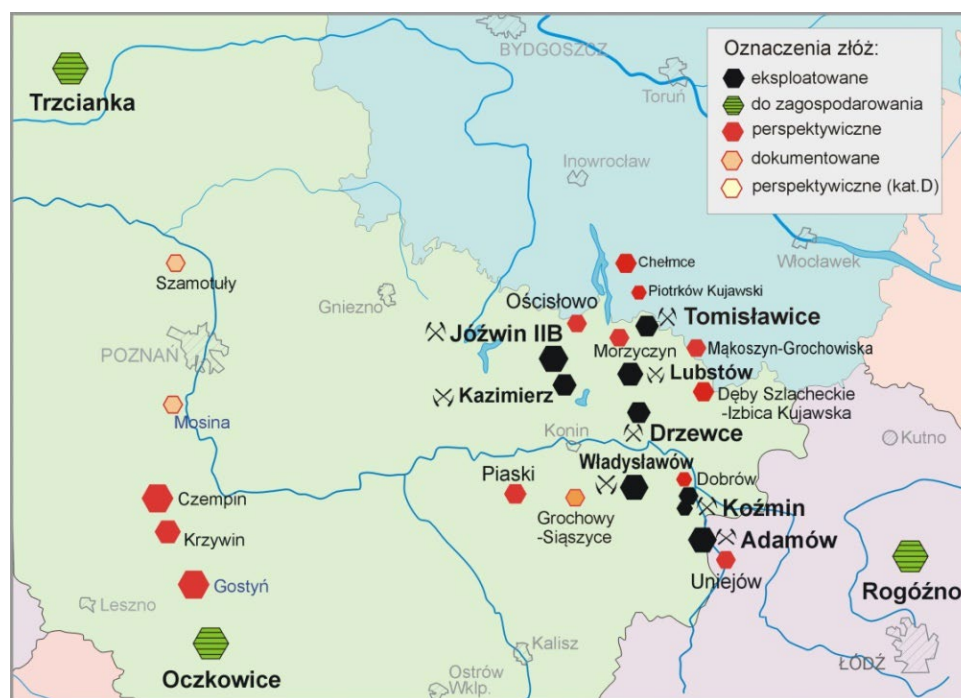 BYDGOSZCZ
Trzcianka
Toruń
Oznaczenia złóż:
eksploatowane
do zagospodarowania
perspektywiczne
dokumentowane
perspektywiczne (kat.D)
Inowrocław
Włocławek
Szamotuły
Gniezno
Chełmce
Piotrków Kujawski
Ościsłowo
Tomisławice
Jóźwin IIB
POZNAŃ
Morzyczyn
Mąkoszyn-Grochowiska
Lubstów
Kazimierz
Dęby Szlacheckie
-Izbica Kujawska
Mosina
Drzewce
Konin
Kutno
Władysławów
Piaski
Dobrów
Czempin
Grochowy
-Siąszyce
Koźmin
Krzywin
Adamów
Uniejów
Gostyń
Rogóźno
Leszno
Kalisz
Oczkowice
Ostrów
Wklp.
ŁÓDŹ